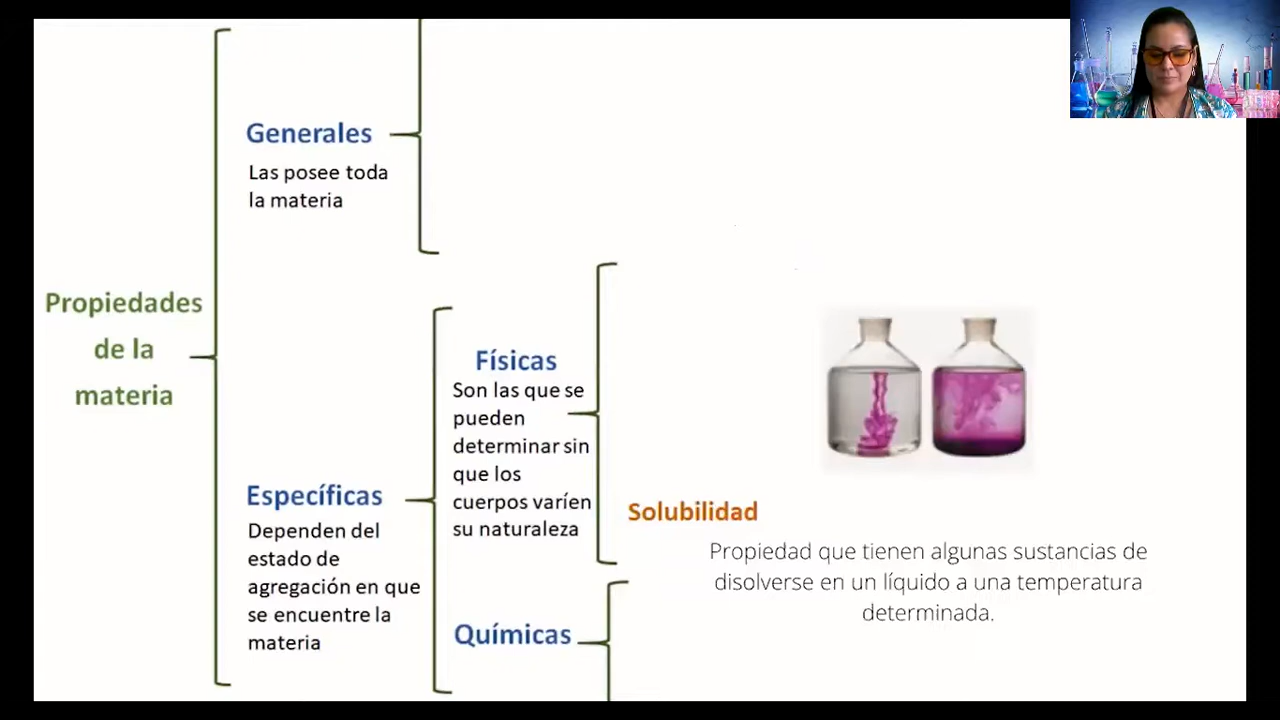 Generales
Las posee toda
la materia
Propiedades
de la
materia
Físicas
Son las que se
pueden
determinar sin
que los
cuerpos varíen
su naturaleza
Específicas
Dependen del
estado de
agregación en que
se encuentre la
materia
Solubilidad
Propiedad que tienen algunas sustancias de
disolverse en un líquido a una temperatura
determinada.
Químicas